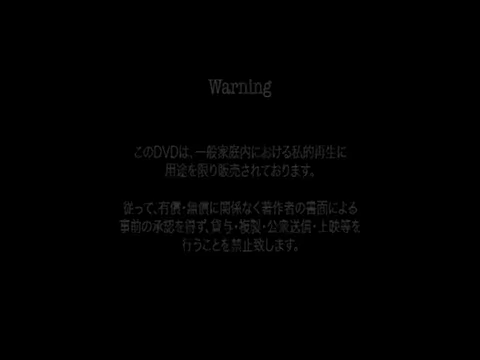 Warning
このDVDは、一般家庭内における私的再生に
用途を限り販売されております。
従って、有償・無償に関係なく著作者の書面による
事前の承認を得ず、貸与・複製・公衆送信・上映等を
行うことを禁止致します。